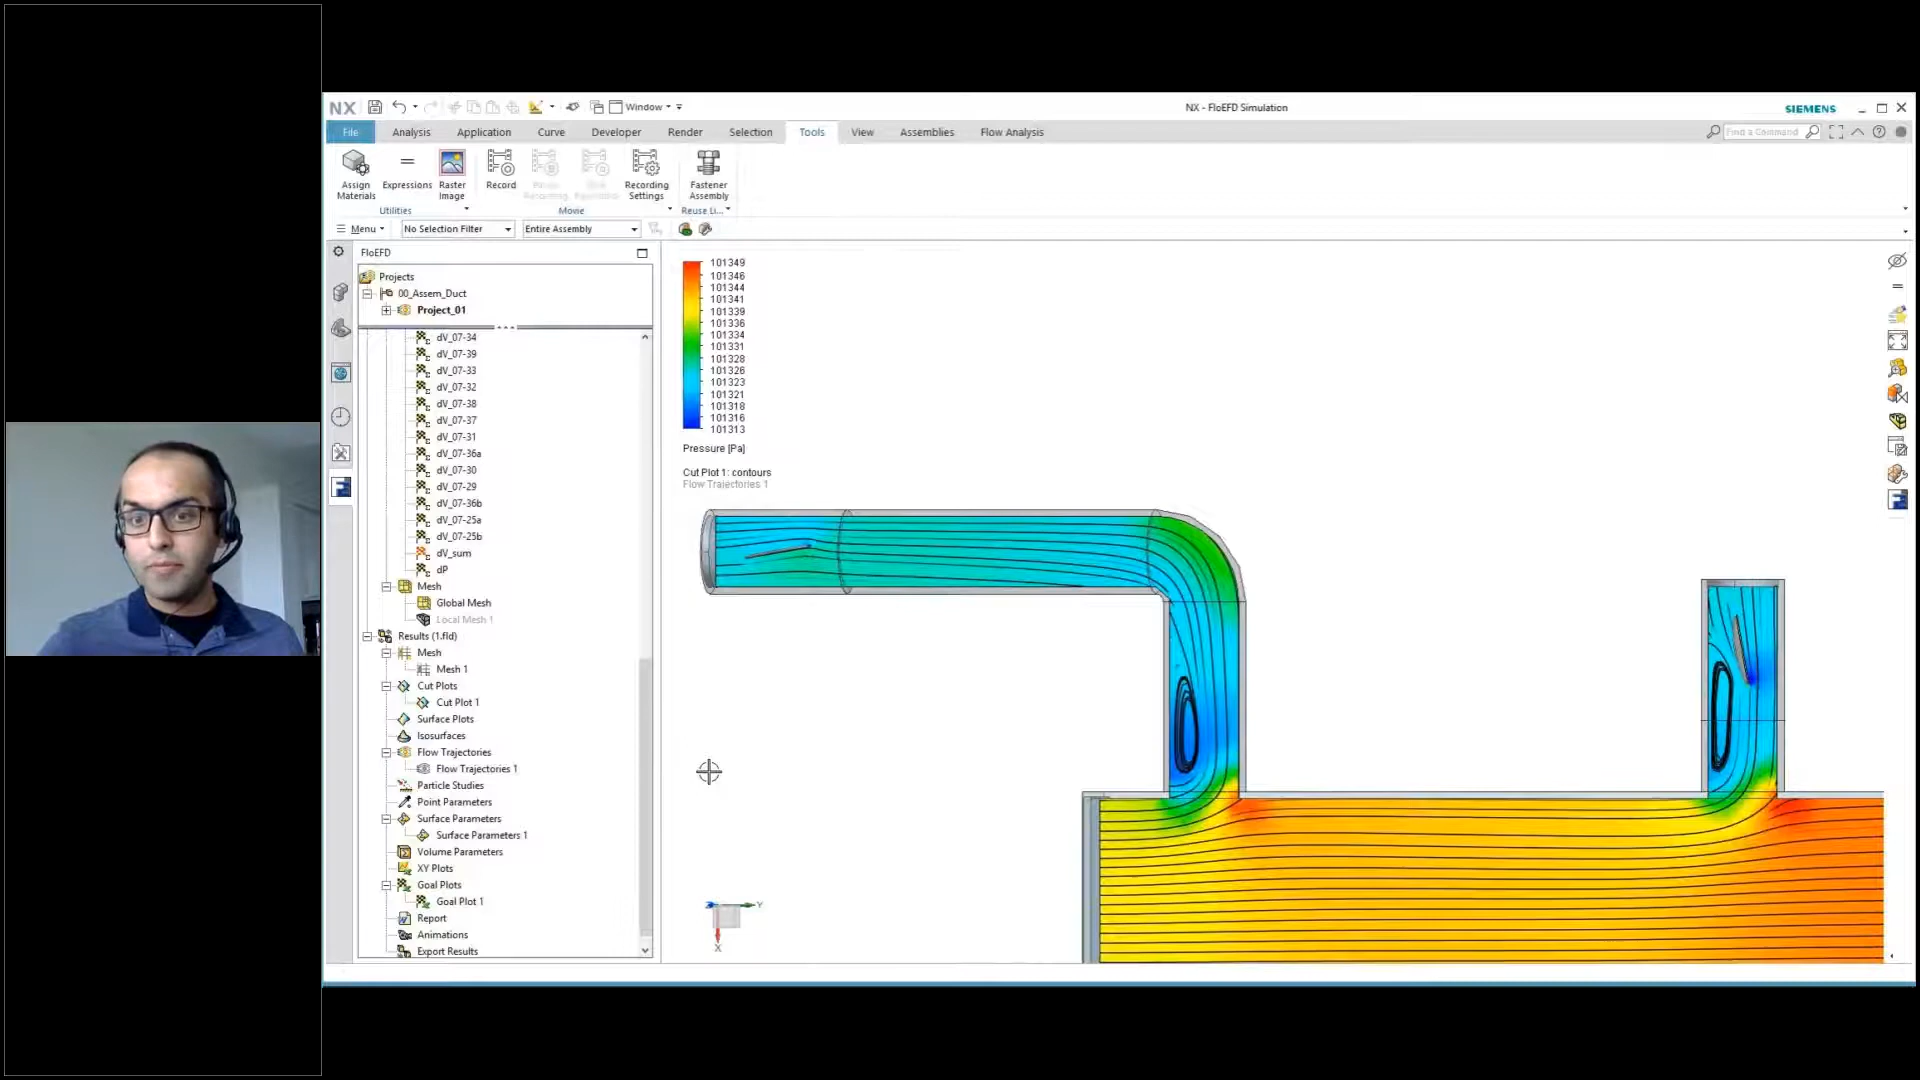 NX
Window
NX - FloEFD Simulation
SIEMENS
File
Analysis
Application
Curve
Developer
Render
Selection
Tools
View
Assemblies
Flow Analysis
Find a Command
Assign Materials
Expressions
Raster Image
Record
Recording Settings
Fastener Assembly
Utilities
Movie
Reuse Li...
Menu
No Selection Filter
Entire Assembly
FloEFD
Projects
00_Assem_Duct
Project_01
dV_07-34
dV_07-39
dV_07-33
dV_07-32
dV_07-38
dV_07-37
dV_07-31
dV_07-36a
dV_07-30
dV_07-29
dV_07-36b
dV_07-25a
dV_07-25b
dV_sum
dP
Mesh
Global Mesh
Local Mesh 1
Results (1.fld)
Mesh
Mesh 1
Cut Plots
Cut Plot 1
Surface Plots
Isosurfaces
Flow Trajectories
Flow Trajectories 1
Particle Studies
Point Parameters
Surface Parameters
Surface Parameters 1
Volume Parameters
XY Plots
Goal Plots
Goal Plot 1
Report
Animations
Export Results
101349
101346
101344
101341
101339
101336
101334
101331
101328
101326
101323
101321
101318
101316
101313
Pressure [Pa]
Cut Plot 1: contours
Flow Trajectories 1
Z
Y
X